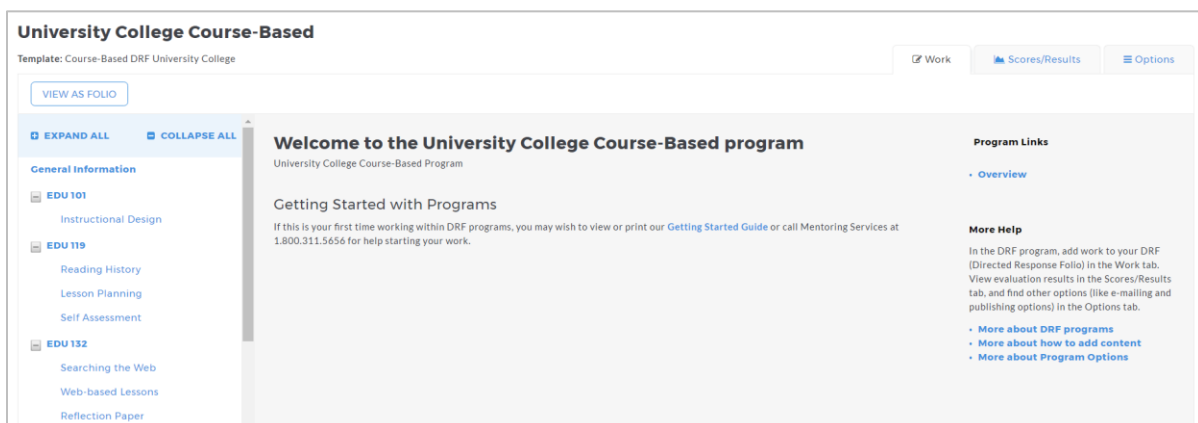 University College Course-Based
Template: Course-Based DRF University College
Work
Scores/Results
Options
VIEW AS FOLIO
EXPAND ALL
COLLAPSE ALL
General Information
EDU 101
Instructional Design
EDU 119
Reading History
Lesson Planning
Self Assessment
EDU 132
Searching the Web
Web-based Lessons
Reflection Paper
Welcome to the University College Course-Based program
University College Course-Based Program
Getting Started with Programs
If this is your first time working within DRF programs, you may wish to view or print our Getting Started Guide or call Mentoring Services at
1.800.311.5656 for help starting your work.
Program Links
• Overview
More Help
In the DRF program, add work to your DRF
(Directed Response Folio) in the Work tab.
View evaluation results in the Scores/Results
tab, and find other options (like e-mailing and
publishing options) in the Options tab.
• More about DRF programs
• More about how to add content
• More about Program Options